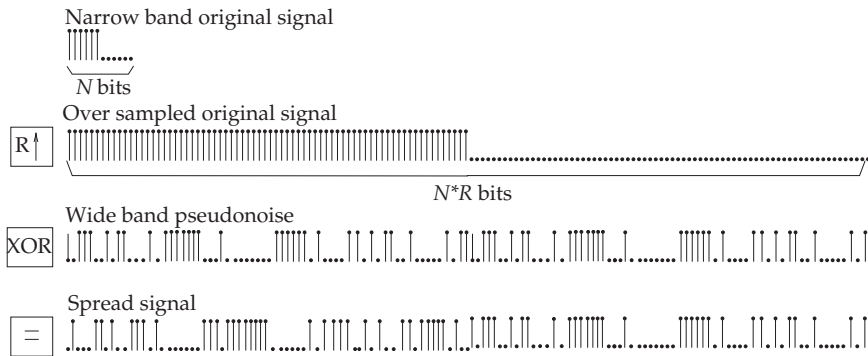 Narrow band original signal
N bits
Over sampled original signal
R↑
N*R bits
Wide band pseudonoise
XOR
Spread signal
=